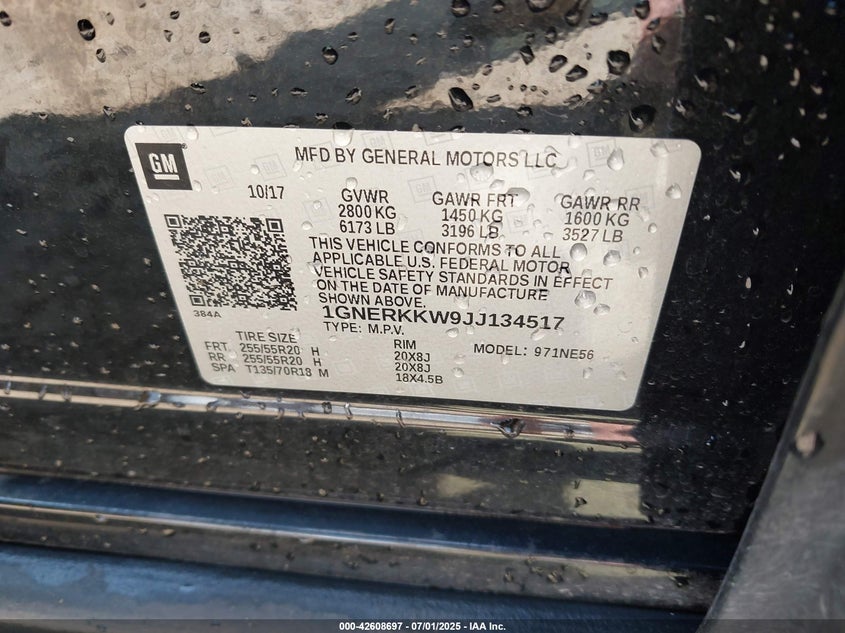 GM
MFD BY GENERAL MOTORS LLC
10/17
GVWR GAWR FRT GAWR RR
2800 KG 1450 KG 1600 KG
6173 LB 3196 LB 3527 LB
THIS VEHICLE CONFORMS TO ALL
APPLICABLE U.S. FEDERAL MOTOR
VEHICLE SAFETY STANDARDS IN EFFECT
ON THE DATE OF MANUFACTURE
SHOWN ABOVE.
384A
1GNERKKW9JJ134517
TYPE: M.P.V.
TIRE SIZE RIM MODEL: 971NE56
FRT 255/55R20 H 20X8J
RR 255/55R20 H 20X8J
SPA T135/70R18 M 18X4.5B
000-42608697 - 07/01/2025 - IAA Inc.